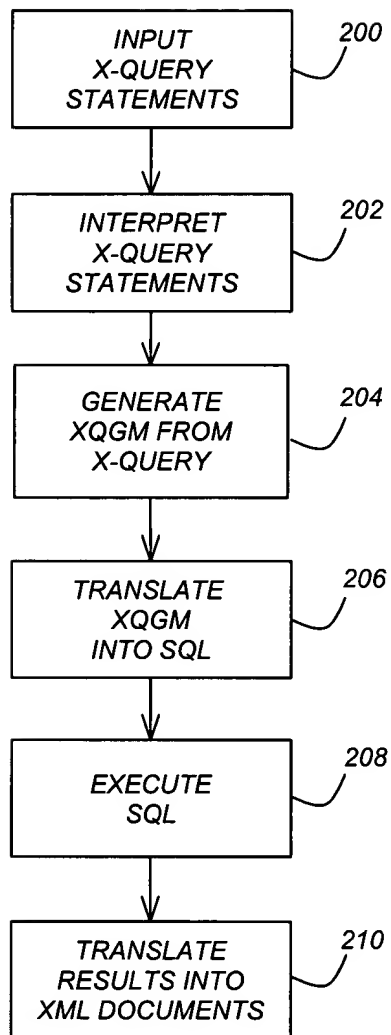 INPUT
X-QUERY
STATEMENTS
200
INTERPRET
X-QUERY
STATEMENTS
202
GENERATE
XQGM FROM
X-QUERY
204
TRANSLATE
XQGM
INTO SQL
206
EXECUTE
SQL
208
TRANSLATE
RESULTS INTO
XML DOCUMENTS
210